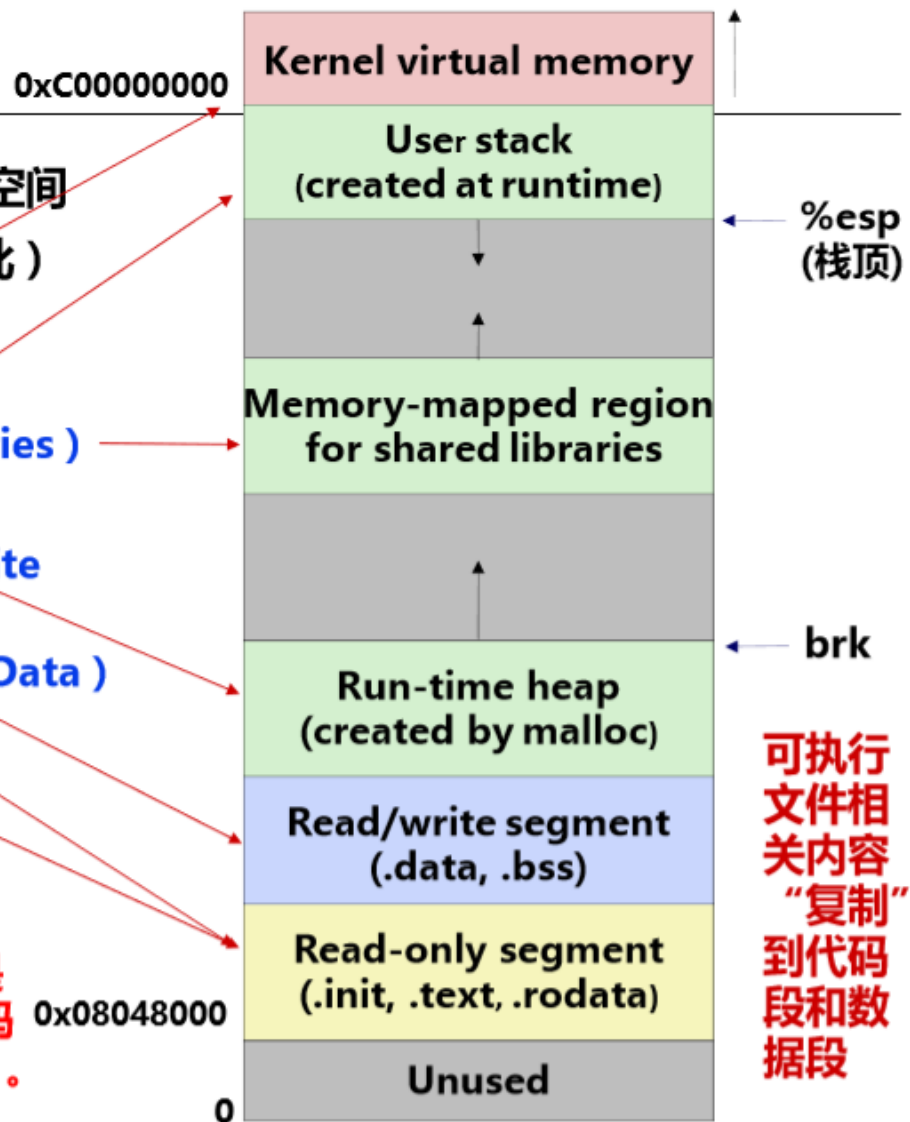 Kernel virtual memory
0xC00000000
User stack
(created at runtime)
空间
%esp
(栈顶)
Memory-mapped region
for shared libraries
brk
Run-time heap
(created by malloc)
Read/write segment
(.data, .bss)
Read-only segment
(.init, .text, .rodata)
0x08048000
Unused
0
可执行
文件相
关内容
“复制”
到代码
段和数
据段
ies )
te
Data )